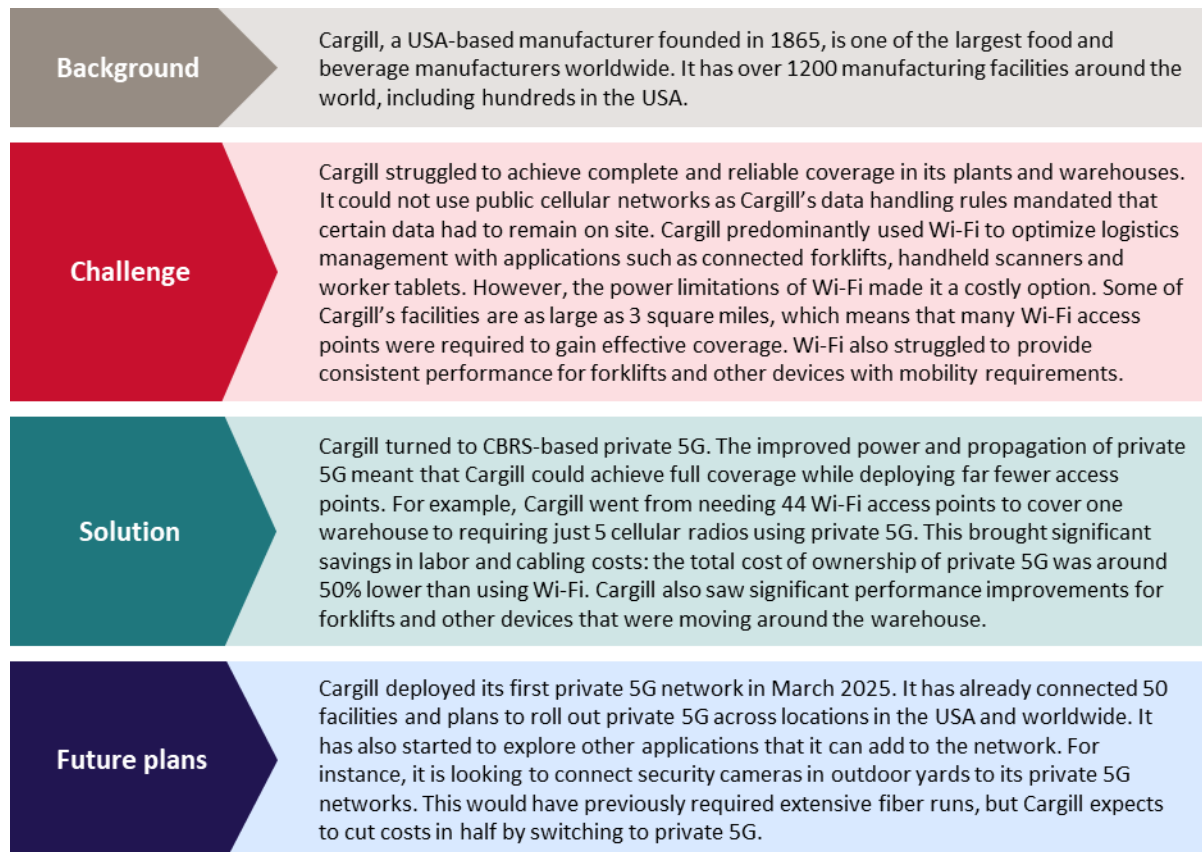 Background
Cargill, a USA-based manufacturer founded in 1865, is one of the largest food and
beverage manufacturers worldwide. It has over 1200 manufacturing facilities around the
world, including hundreds in the USA.
Challenge
Cargill struggled to achieve complete and reliable coverage in its plants and warehouses.
It could not use public cellular networks as Cargill’s data handling rules mandated that
certain data had to remain on site. Cargill predominantly used Wi-Fi to optimize logistics
management with applications such as connected forklifts, handheld scanners and
worker tablets. However, the power limitations of Wi-Fi made it a costly option. Some of
Cargill’s facilities are as large as 3 square miles, which means that many Wi-Fi access
points were required to gain effective coverage. Wi-Fi also struggled to provide
consistent performance for forklifts and other devices with mobility requirements.
Solution
Cargill turned to CBRS-based private 5G. The improved power and propagation of private
5G meant that Cargill could achieve full coverage while deploying far fewer access
points. For example, Cargill went from needing 44 Wi-Fi access points to cover one
warehouse to requiring just 5 cellular radios using private 5G. This brought significant
savings in labor and cabling costs: the total cost of ownership of private 5G was around
50% lower than using Wi-Fi. Cargill also saw significant performance improvements for
forklifts and other devices that were moving around the warehouse.
Future plans
Cargill deployed its first private 5G network in March 2025. It has already connected 50
facilities and plans to roll out private 5G across locations in the USA and worldwide. It
has also started to explore other applications that it can add to the network. For
instance, it is looking to connect security cameras in outdoor yards to its private 5G
networks. This would have previously required extensive fiber runs, but Cargill expects
to cut costs in half by switching to private 5G.